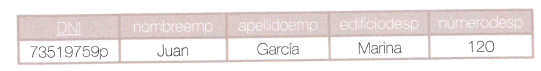 DNI nombreemp apellidoemp edificiodesp númerodesp
73519759p Juan García Marina 120